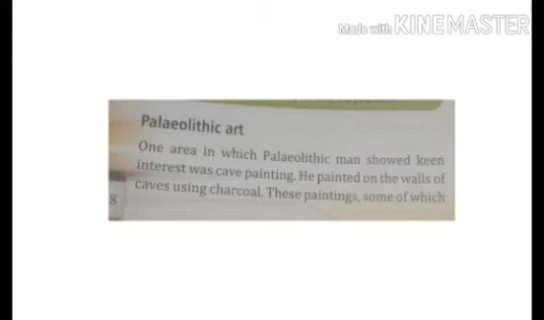 Made with KINEMASTER
Palaeolithic art
One area in which Palaeolithic man showed keen
interest was cave painting. He painted on the walls of
caves using charcoal. These paintings, some of which
8